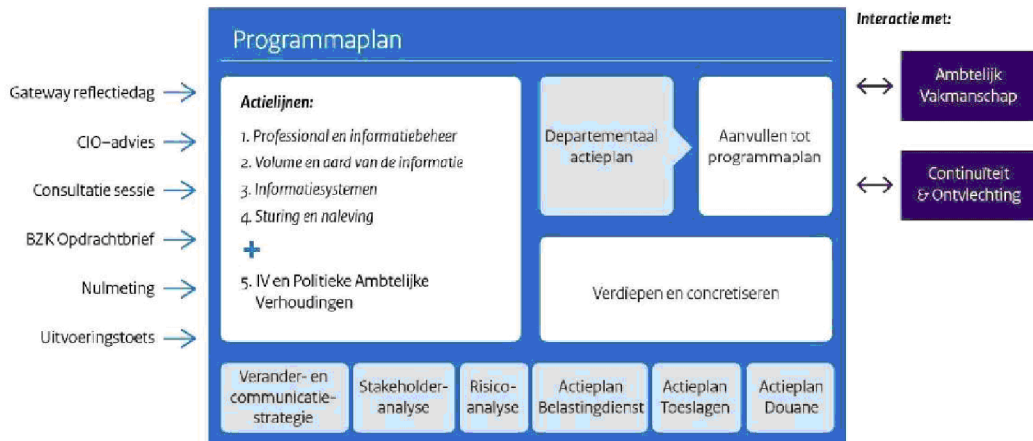 Programmaplan
Interactie met:
Gateway reflectiedag
CIO-advies
Consultatie sessie
BZK Opdrachtbrief
Nulmeting
Uitvoeringstoets
Actielijnen:
1. Professional en informatiebeheer
2. Volume en aard van de informatie
3. Informatiesystemen
4. Sturing en naleving
+
5. IV en Politieke Ambtelijke
Verhoudingen
Departementaal
actieplan
Aanvullen tot
programmaplan
Verdiepen en concretiseren
Ambtelijk
Vakmanschap
Continuïteit
& Ontvlechting
Verander- en
communicatie-
strategie
Stakeholder-
analyse
Risico-
analyse
Actieplan
Belastingdienst
Actieplan
Toeslagen
Actieplan
Douane